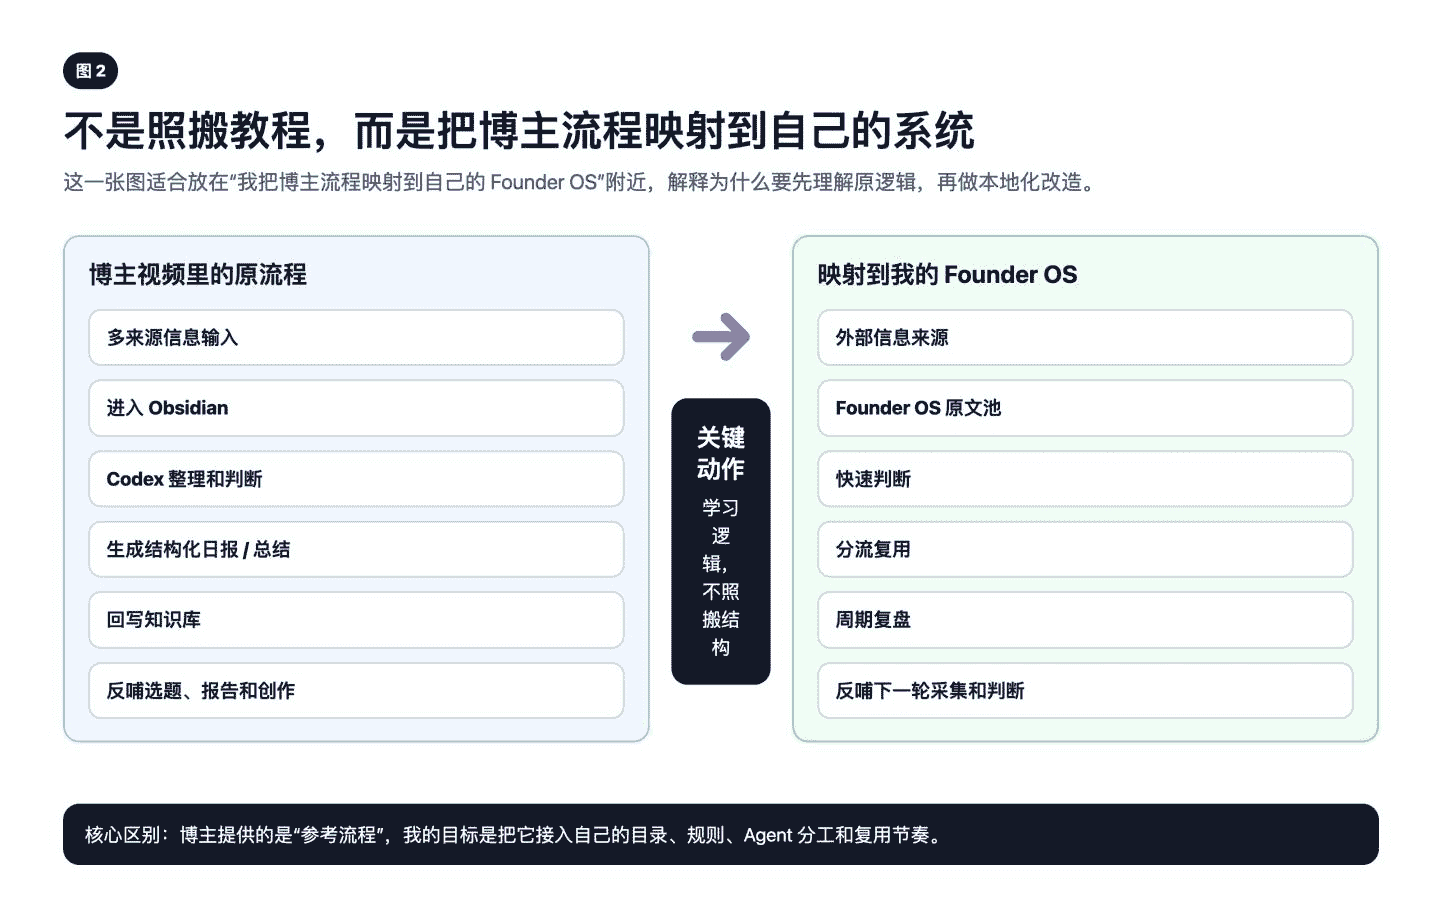 图 2
不是照搬教程，而是把博主流程映射到自己的系统
这一张图适合放在“我把博主流程映射到自己的 Founder OS”附近，解释为什么要先理解原逻辑，再做本地化改造。
博主视频里的原流程
多来源信息输入
进入 Obsidian
Codex 整理和判断
生成结构化日报 / 总结
回写知识库
反哺选题、报告和创作
关键
动作
学习
逻
辑，
不照
搬结
构
映射到我的 Founder OS
外部信息来源
Founder OS 原文池
快速判断
分流复用
周期复盘
反哺下一轮采集和判断
核心区别：博主提供的是“参考流程”，我的目标是把它接入自己的目录、规则、Agent 分工和复用节奏。